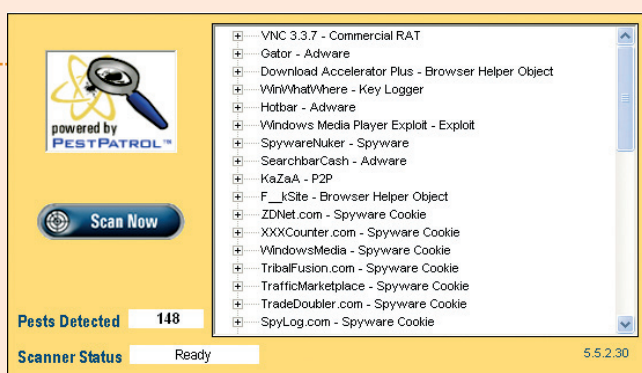 powered by
PESTPATROL™
Scan Now
Pests Detected 148
Scanner Status Ready
VNC 3.3.7 - Commercial RAT
Gator - Adware
Download Accelerator Plus - Browser Helper Object
WinWhatWhere - Key Logger
Hotbar - Adware
Windows Media Player Exploit - Exploit
SpywareNuker - Spyware
SearchbarCash - Adware
KaZaA - P2P
F__kSite - Browser Helper Object
ZDNet.com - Spyware Cookie
XXXCounter.com - Spyware Cookie
WindowsMedia - Spyware Cookie
TribalFusion.com - Spyware Cookie
TrafficMarketplace - Spyware Cookie
TradeDoubler.com - Spyware Cookie
SpyLog.com - Spyware Cookie
5.5.2.30